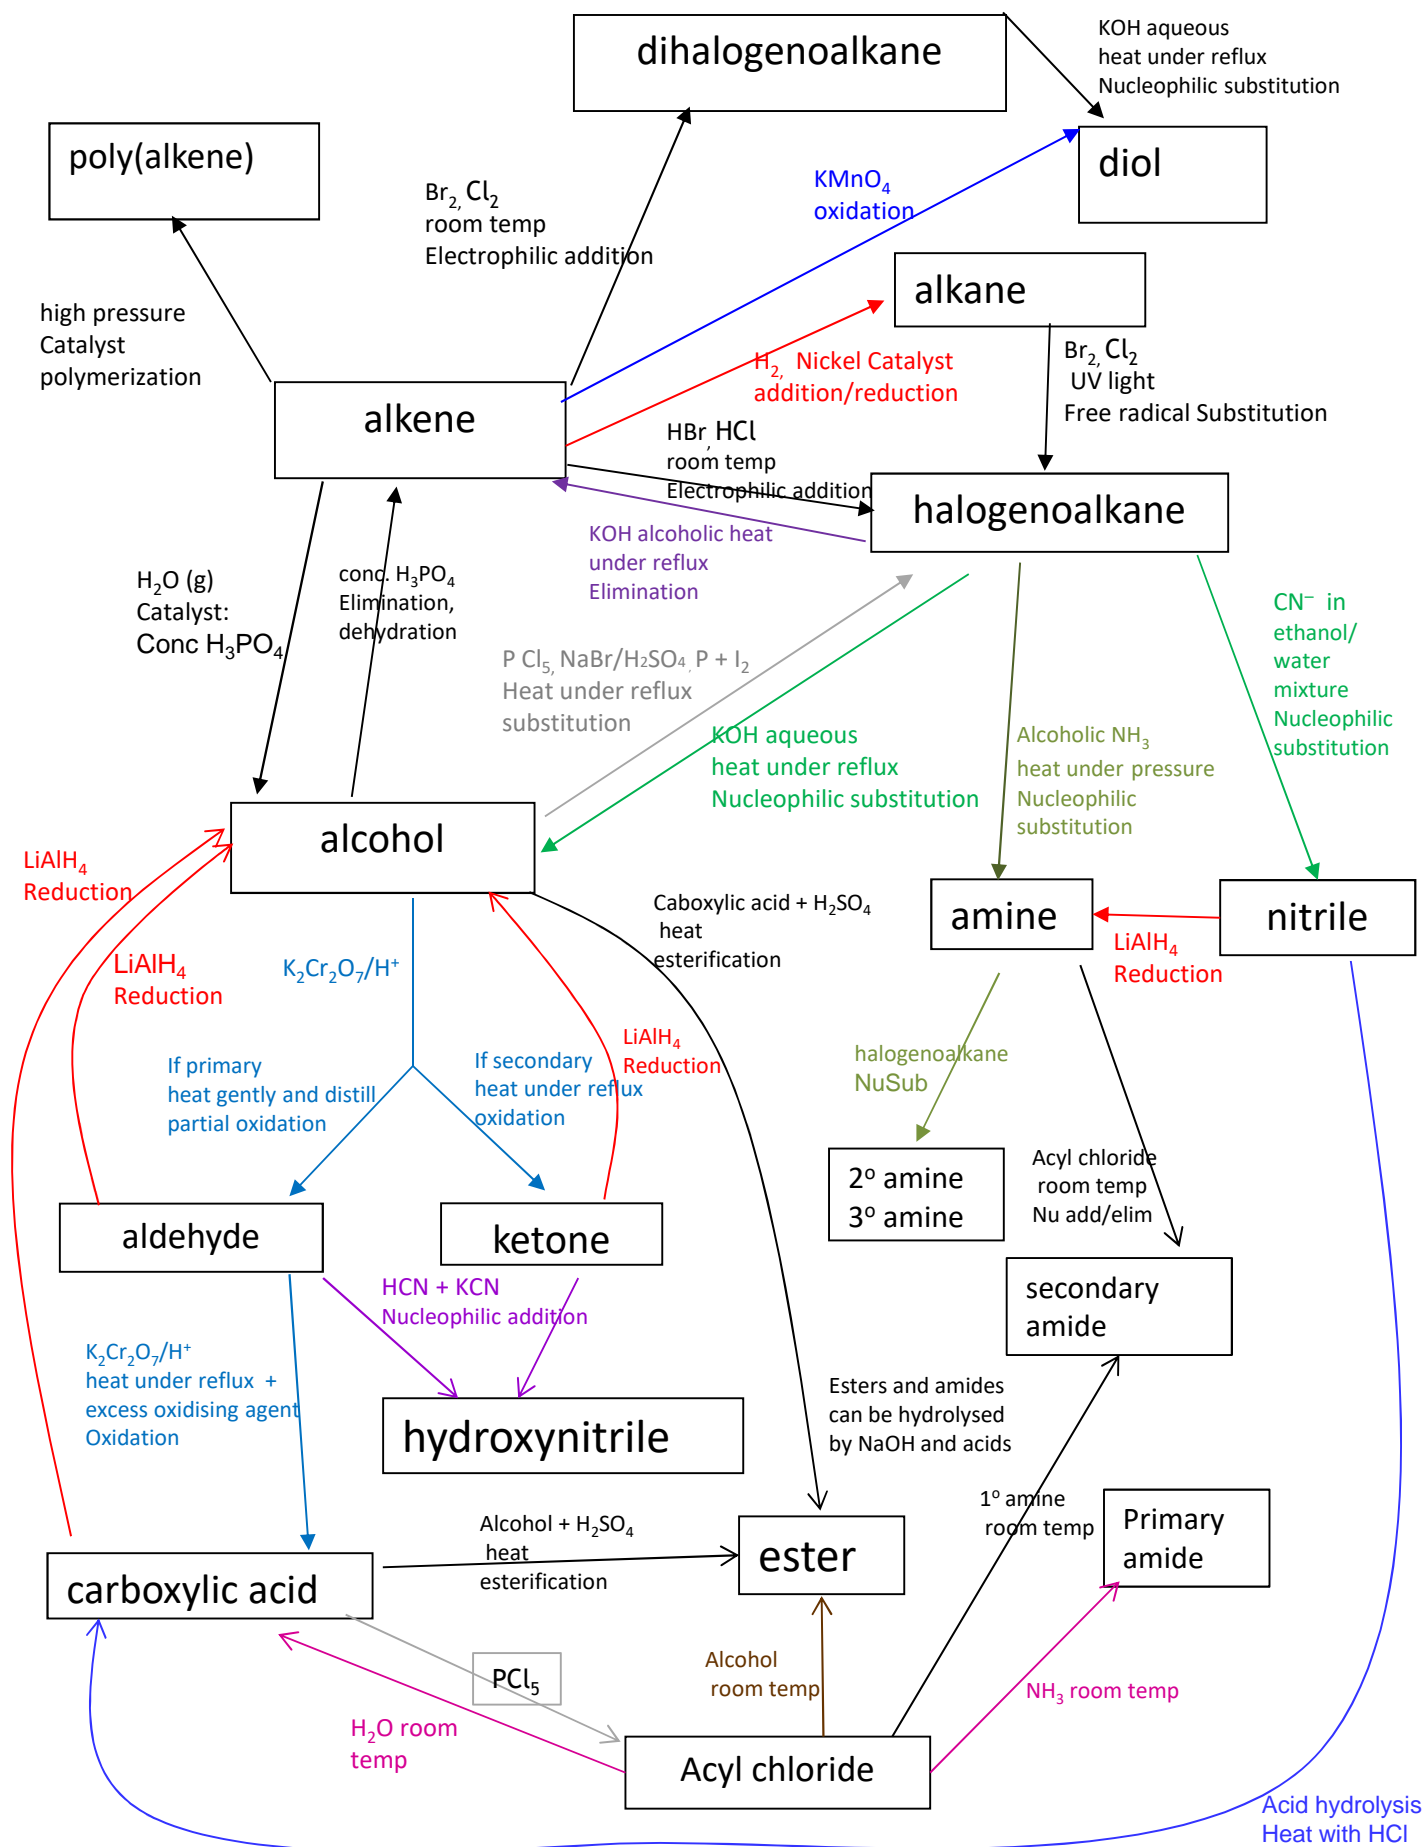 dihalogenoalkane
KOH aqueous
heat under reflux
Nucleophilic substitution
poly(alkene)
diol
KMnO₄
oxidation
Br₂, Cl₂
room temp
Electrophilic addition
alkane
high pressure
Catalyst
polymerization
H₂, Nickel Catalyst
addition/reduction
Br₂, Cl₂
UV light
Free radical Substitution
alkene
HBr, HCl
room temp
Electrophilic addition
halogenoalkane
KOH alcoholic heat
under reflux
Elimination
H₂O (g)
Catalyst:
Conc H₃PO₄
conc. H₃PO₄
Elimination,
dehydration
CN⁻ in
ethanol/
water
mixture
Nucleophilic
substitution
P Cl₅, NaBr/H₂SO₄, P + I₂
Heat under reflux
substitution
KOH aqueous
heat under reflux
Nucleophilic substitution
Alcoholic NH₃
heat under pressure
Nucleophilic
substitution
alcohol
LiAlH₄
Reduction
LiAlH₄
Reduction
K₂Cr₂O₇/H⁺
Caboxylic acid + H₂SO₄
heat
esterification
amine
nitrile
LiAlH₄
Reduction
If primary
heat gently and distill
partial oxidation
If secondary
heat under reflux
oxidation
LiAlH₄
Reduction
halogenoalkane
NuSub
2º amine
3º amine
Acyl chloride
room temp
Nu add/elim
aldehyde
ketone
HCN + KCN
Nucleophilic addition
secondary
amide
K₂Cr₂O₇/H⁺
heat under reflux +
excess oxidising agent
Oxidation
hydroxynitrile
Esters and amides
can be hydrolysed
by NaOH and acids
1º amine
room temp
Primary
amide
Alcohol + H₂SO₄
heat
esterification
ester
carboxylic acid
PCl₅
Alcohol
room temp
NH₃ room temp
H₂O room
temp
Acyl chloride
Acid hydrolysis
Heat with HCl